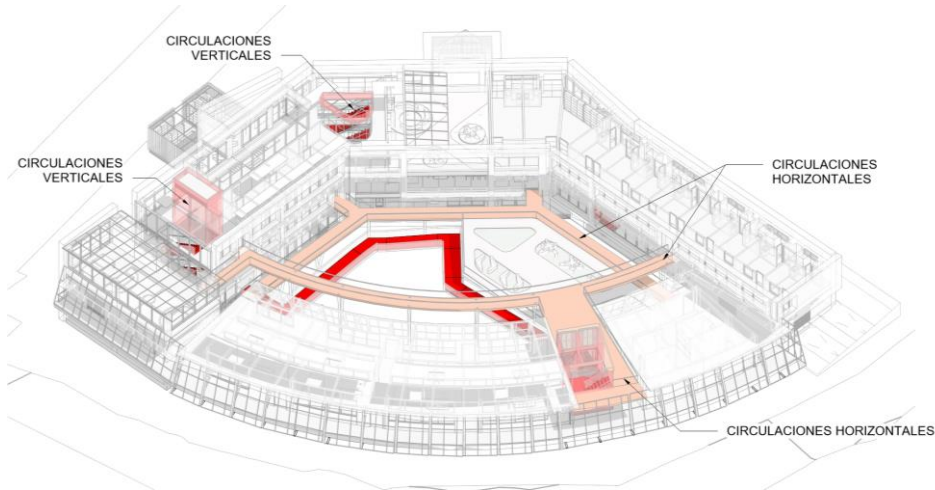 CIRCULACIONES
VERTICALES
CIRCULACIONES
VERTICALES
CIRCULACIONES
HORIZONTALES
CIRCULACIONES HORIZONTALES